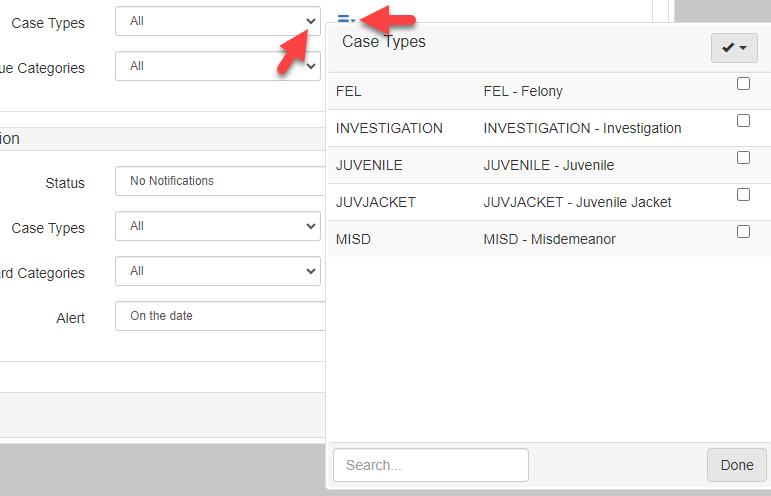 Case Types
All
ue Categories
All
ion
Status
No Notifications
Case Types
All
rd Categories
All
Alert
On the date
Case Types
FEL FEL - Felony
INVESTIGATION INVESTIGATION - Investigation
JUVENILE JUVENILE - Juvenile
JUVJACKET JUVJACKET - Juvenile Jacket
MISD MISD - Misdemeanor
Search...
Done